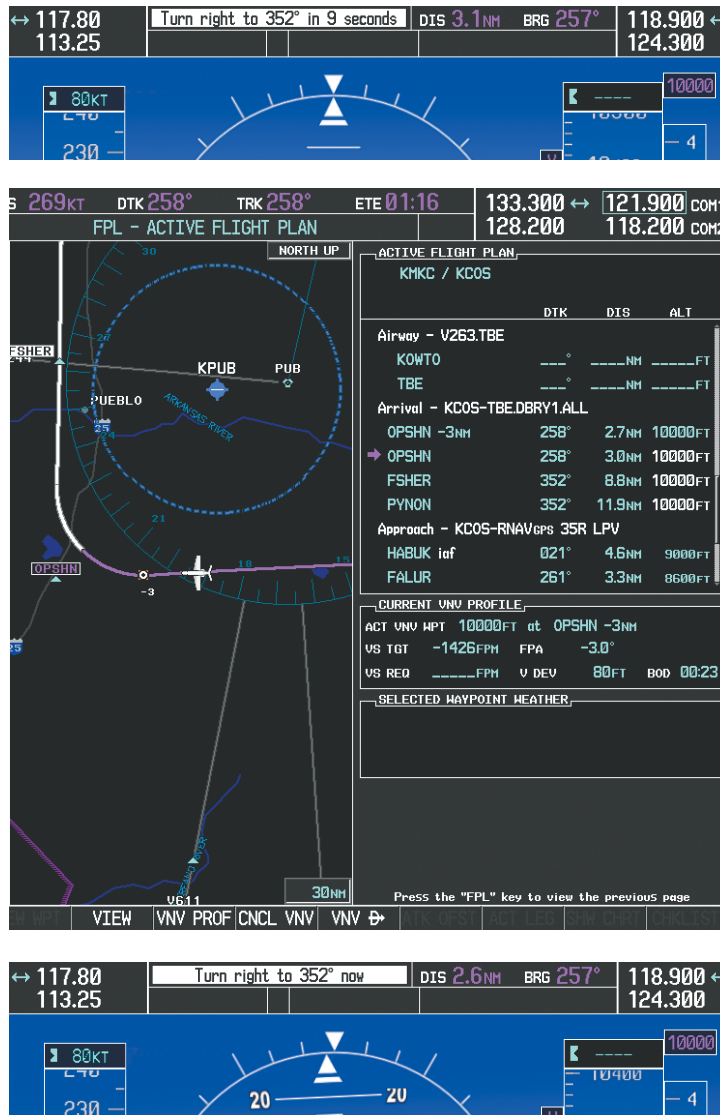 ↔ 117.80 Turn right to 352° in 9 seconds DIS 3.1NM BRG 257° 118.900 ↔
113.25 124.300
80KT ---- 10000
230 4
269KT DTK 258° TRK 258° ETE 01:16 133.300 ↔ 121.900 COM1
FPL - ACTIVE FLIGHT PLAN 128.200 118.200 COM2
NORTH UP
30
27
24
21
18
15
FSHER
KPUB
PUB
PUEBLO
ARKANSAS RIVER
25
OPSHN
-3
25
V611
30NM
ACTIVE FLIGHT PLAN
KMKC / KCOS
DTK DIS ALT
Airway - V263.TBE
KOWTO ___° ____NM _____FT
TBE ___° ____NM _____FT
Arrival - KCOS-TBE.DBRY1.ALL
OPSHN -3NM 258° 2.7NM 10000FT
OPSHN 258° 3.0NM 10000FT
FSHER 352° 8.8NM 10000FT
PYNON 352° 11.9NM 10000FT
Approach - KCOS-RNAVGPS 35R LPV
HABUK iaf 021° 4.6NM 9000FT
FALUR 261° 3.3NM 8600FT
CURRENT VNV PROFILE
ACT VNV WPT 10000FT at OPSHN -3NM
VS TGT -1426FPM FPA -3.0°
VS REQ _____FPM V DEV 80FT BOD 00:23
SELECTED WAYPOINT WEATHER
Press the "FPL" key to view the previous page
VIEW VNV PROF CNCL VNV VNV D→ ATK OFST ACT LEG SHW CHRT CHKLIST
↔ 117.80 Turn right to 352° now DIS 2.6NM BRG 257° 118.900 ↔
113.25 124.300
80KT ---- 10000
10400
20 20
230 4